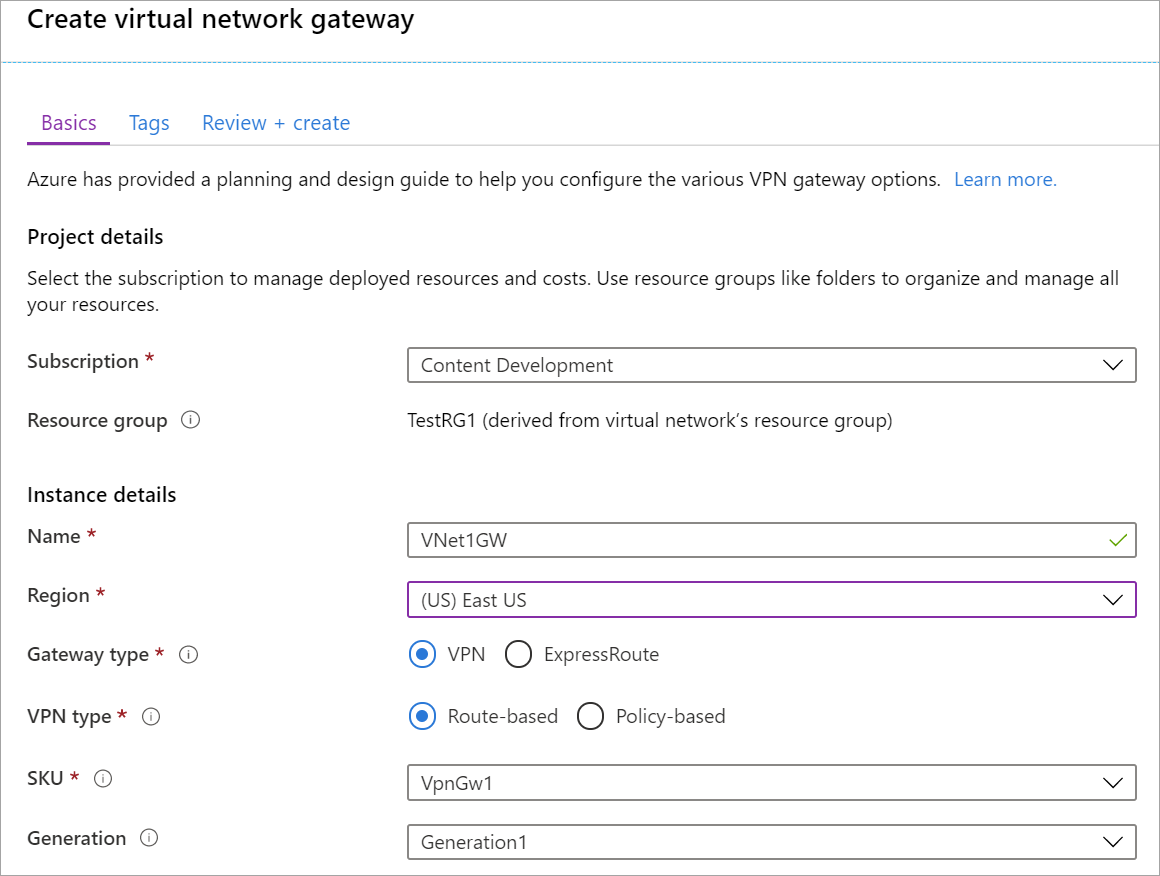 Create virtual network gateway
Basics Tags Review + create
Azure has provided a planning and design guide to help you configure the various VPN gateway options. Learn more.
Project details
Select the subscription to manage deployed resources and costs. Use resource groups like folders to organize and manage all
your resources.
Subscription * Content Development
Resource group TestRG1 (derived from virtual network’s resource group)
Instance details
Name * VNet1GW
Region * (US) East US
Gateway type * VPN ExpressRoute
VPN type * Route-based Policy-based
SKU * VpnGw1
Generation Generation1